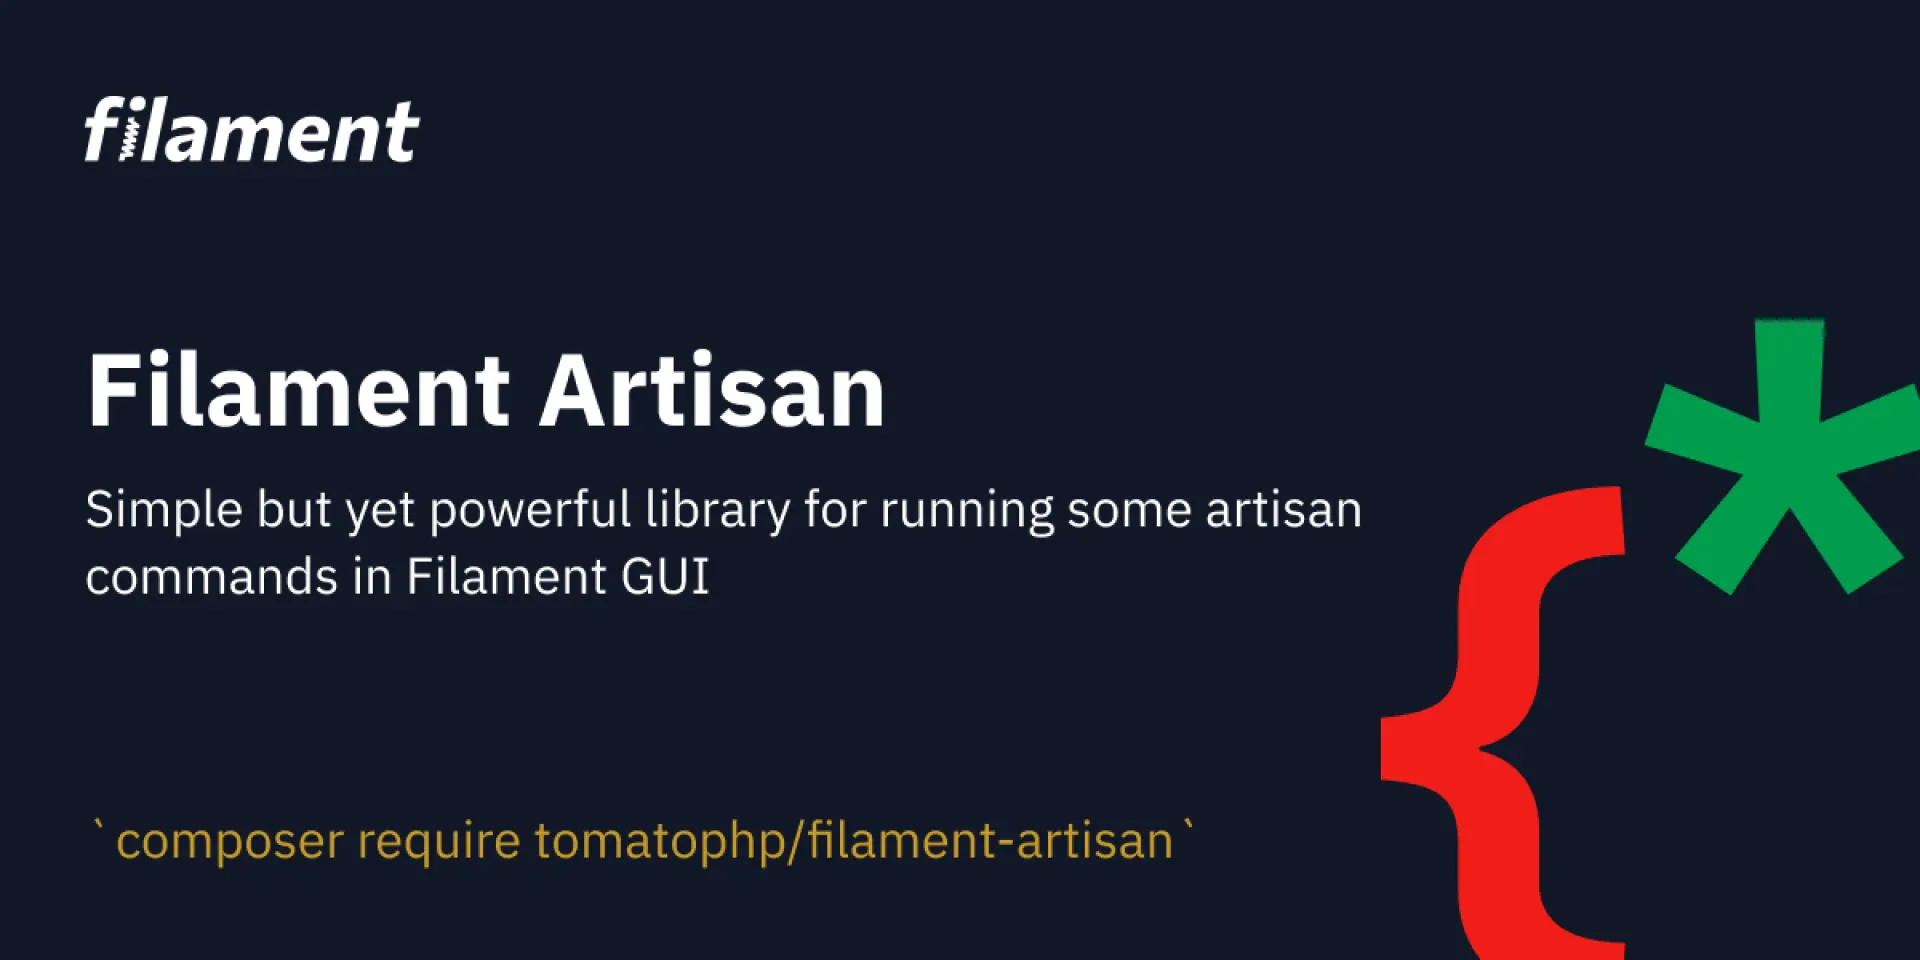 filament
Filament Artisan
Simple but yet powerful library for running some artisan
commands in Filament GUI
`composer require tomatophp/filament-artisan`
{*